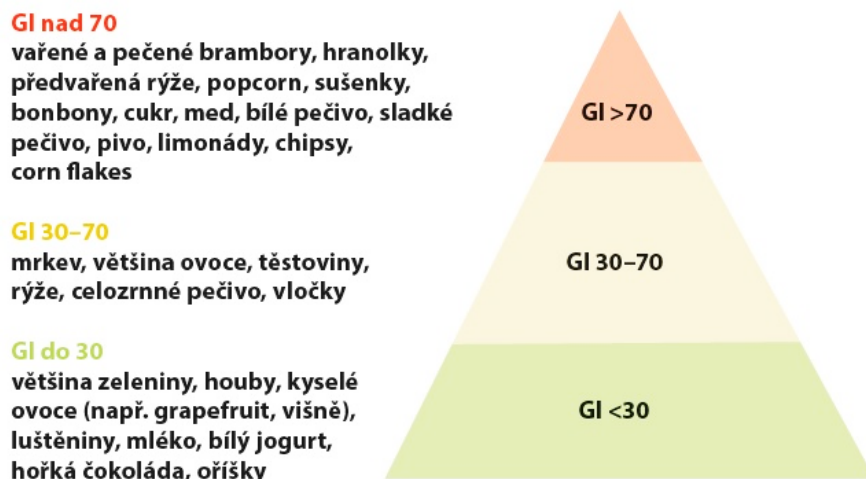 GI nad 70
vařené a pečené brambory, hranolky,
předvařená rýže, popcorn, sušenky,
bonbony, cukr, med, bílé pečivo, sladké
pečivo, pivo, limonády, chipsy,
corn flakes
GI 30–70
mrkev, většina ovoce, těstoviny,
rýže, celozrnné pečivo, vločky
GI do 30
většina zeleniny, houby, kyselé
ovoce (např. grapefruit, višně),
luštěniny, mléko, bílý jogurt,
hořká čokoláda, oříšky
GI >70
GI 30–70
GI <30